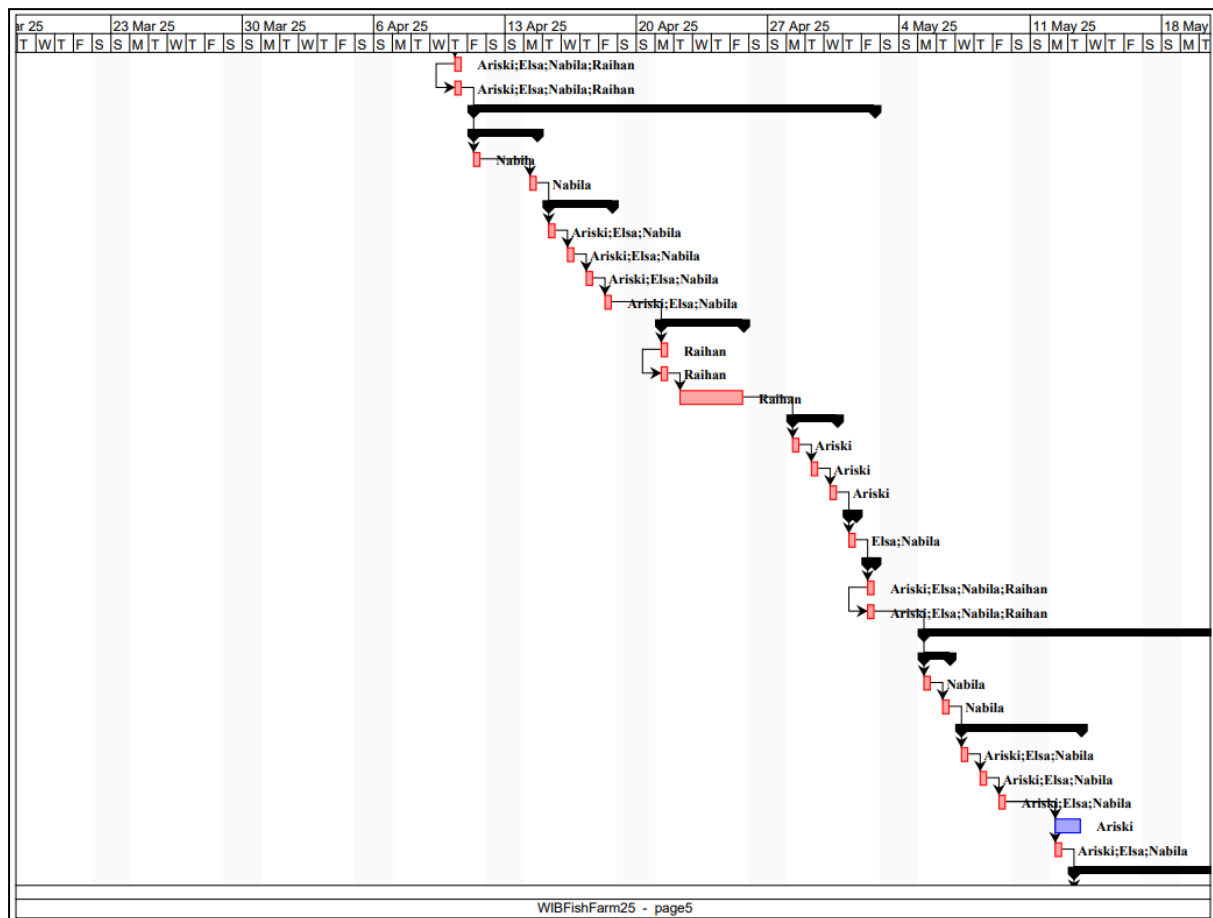 ar 25 23 Mar 25 30 Mar 25 6 Apr 25 13 Apr 25 20 Apr 25 27 Apr 25 4 May 25 11 May 25 18 May
T W T F S S M T W T F S S M T W T F S S M T W T F S S M T W T F S S M T W T F S S M T W T F S S M T W T F S S M T W T F S S M T
Ariski;Elsa;Nabila;Raihan
Ariski;Elsa;Nabila;Raihan
Nabila
Nabila
Ariski;Elsa;Nabila
Ariski;Elsa;Nabila
Ariski;Elsa;Nabila
Ariski;Elsa;Nabila
Raihan
Raihan
Raihan
Ariski
Ariski
Ariski
Elsa;Nabila
Ariski;Elsa;Nabila;Raihan
Ariski;Elsa;Nabila;Raihan
Nabila
Nabila
Ariski;Elsa;Nabila
Ariski;Elsa;Nabila
Ariski;Elsa;Nabila
Ariski
Ariski;Elsa;Nabila
WIBFishFarm25 - page5